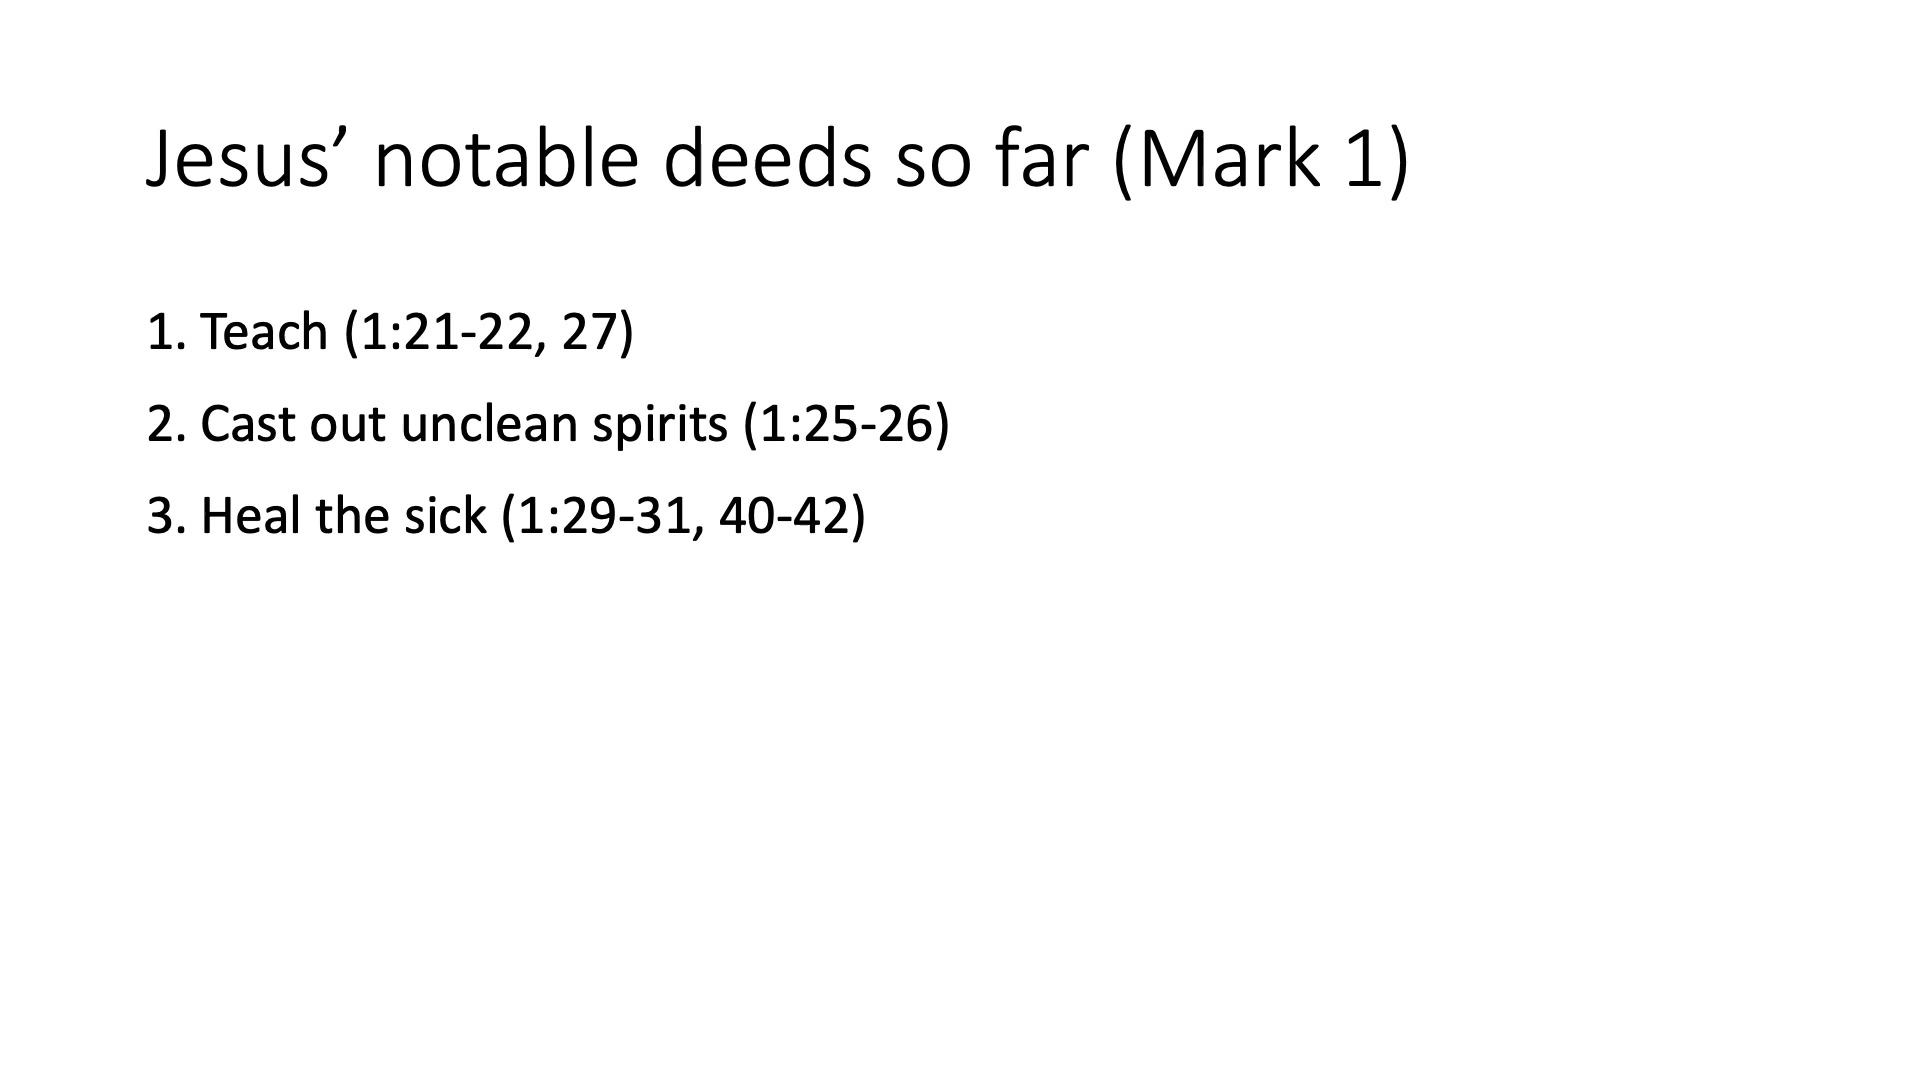 Jesus’ notable deeds so far (Mark 1)
1. Teach (1:21-22, 27)
2. Cast out unclean spirits (1:25-26)
3. Heal the sick (1:29-31, 40-42)